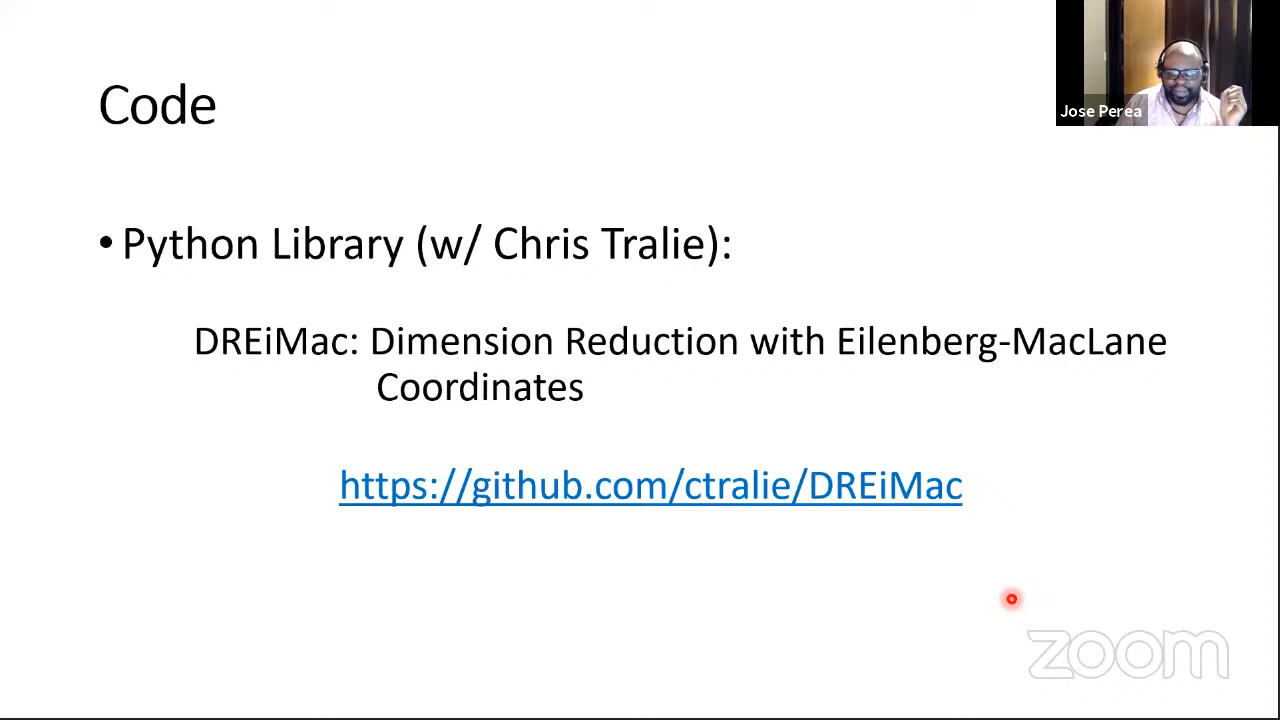 Code
Jose Perea
• Python Library (w/ Chris Tralie):
DREiMac: Dimension Reduction with Eilenberg-MacLane
Coordinates
https://github.com/ctralie/DREiMac
zoom